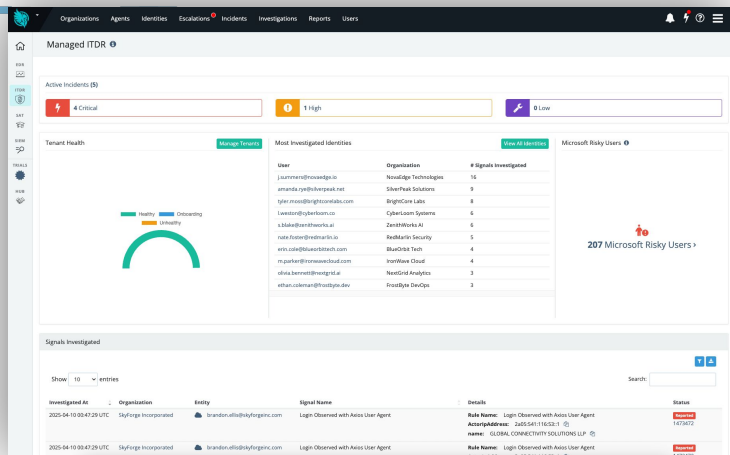 Organizations Agents Identities Escalations Incidents Investigations Reports Users
Managed ITDR
EDR
ITDR
SAT
SIEM
TRIALS
HUB
Active Incidents (5)
4 Critical
1 High
0 Low
Tenant Health
Manage Tenants
Healthy Onboarding
Unhealthy
Most Investigated Identities
View All Identities
User Organization # Signals Investigated
j.summers@novaedge.io NovaEdge Technologies 16
amanda.rye@silverpeak.net SilverPeak Solutions 9
tyler.moss@brightcorelabs.com BrightCore Labs 8
l.weston@cyberloom.co CyberLoom Systems 6
s.blake@zenithworks.ai ZenithWorks AI 6
nate.foster@redmarlin.io RedMarlin Security 5
erin.cole@blueorbittech.com BlueOrbit Tech 4
m.parker@ironwavecloud.com IronWave Cloud 4
olivia.bennett@nextgrid.ai NextGrid Analytics 3
ethan.coleman@frostbyte.dev FrostByte DevOps 3
Microsoft Risky Users
207 Microsoft Risky Users
Signals Investigated
Show 10 entries
Search:
Investigated At Organization Entity Signal Name Details Status
2025-04-10 00:47:29 UTC SkyForge Incorporated brandon.ellis@skyforgeinc.com Login Observed with Axios User Agent Rule Name: Login Observed with Axios User Agent Reported
ActoripAddress: 2a05:541:116:53::1 1473472
name: GLOBAL CONNECTIVITY SOLUTIONS LLP
2025-04-10 00:47:29 UTC SkyForge Incorporated brandon.ellis@skyforgeinc.com Login Observed with Axios User Agent Rule Name: Login Observed with Axios User Agent Reported